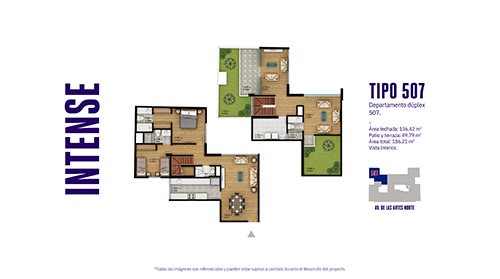 INTENSE
TIPO 507
Departamento dúplex
507.
Área techada: 136.42 m²
Patio y terraza: 49.79 m²
Área total: 186.21 m²
Vista interior.
507
AV. DE LAS ARTES NORTE
*Todas las imágenes son referenciales y pueden estar sujetas a cambios durante el desarrollo del proyecto.